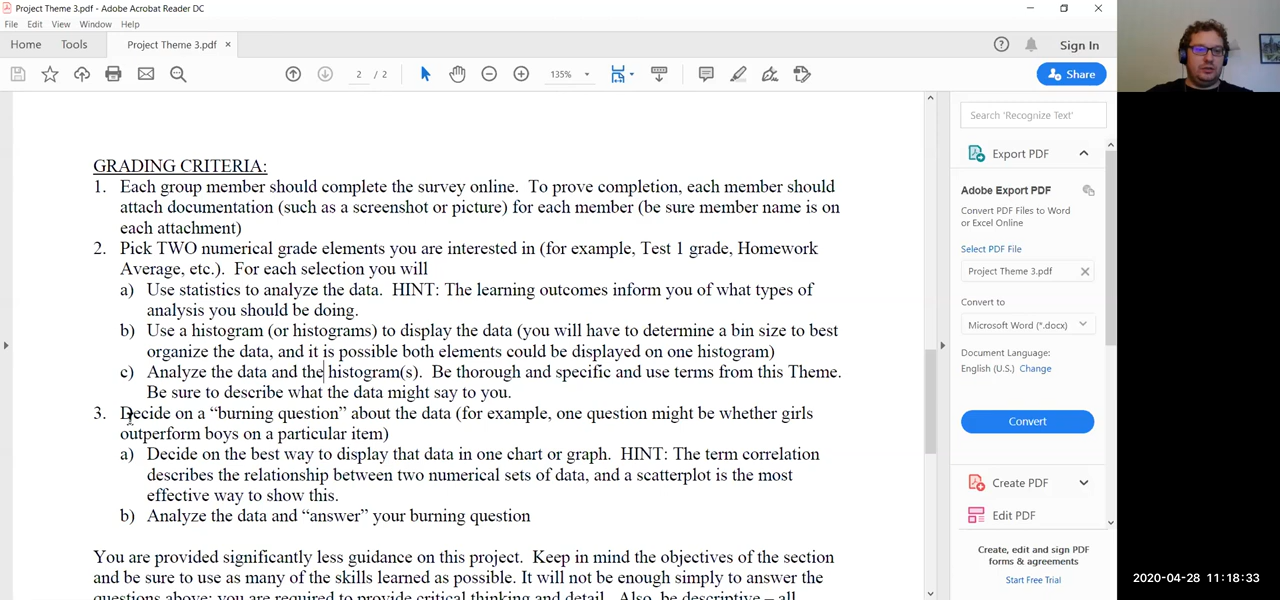 Project Theme 3.pdf - Adobe Acrobat Reader DC
File Edit View Window Help
Home Tools Project Theme 3.pdf × Sign In
2 / 2 135% Share
GRADING CRITERIA:
1. Each group member should complete the survey online. To prove completion, each member should
attach documentation (such as a screenshot or picture) for each member (be sure member name is on
each attachment)
2. Pick TWO numerical grade elements you are interested in (for example, Test 1 grade, Homework
Average, etc.). For each selection you will
a) Use statistics to analyze the data. HINT: The learning outcomes inform you of what types of
analysis you should be doing.
b) Use a histogram (or histograms) to display the data (you will have to determine a bin size to best
organize the data, and it is possible both elements could be displayed on one histogram)
c) Analyze the data and the histogram(s). Be thorough and specific and use terms from this Theme.
Be sure to describe what the data might say to you.
3. Decide on a “burning question” about the data (for example, one question might be whether girls
outperform boys on a particular item)
a) Decide on the best way to display that data in one chart or graph. HINT: The term correlation
describes the relationship between two numerical sets of data, and a scatterplot is the most
effective way to show this.
b) Analyze the data and “answer” your burning question
You are provided significantly less guidance on this project. Keep in mind the objectives of the section
and be sure to use as many of the skills learned as possible. It will not be enough simply to answer the
questions above; you are required to provide critical thinking and detail. Also, be descriptive – all
Search 'Recognize Text'
Export PDF
Adobe Export PDF
Convert PDF Files to Word
or Excel Online
Select PDF File
Project Theme 3.pdf ×
Convert to
Microsoft Word (*.docx)
Document Language:
English (U.S.) Change
Convert
Create PDF
Edit PDF
Create, edit and sign PDF
forms & agreements
Start Free Trial
2020-04-28 11:18:33